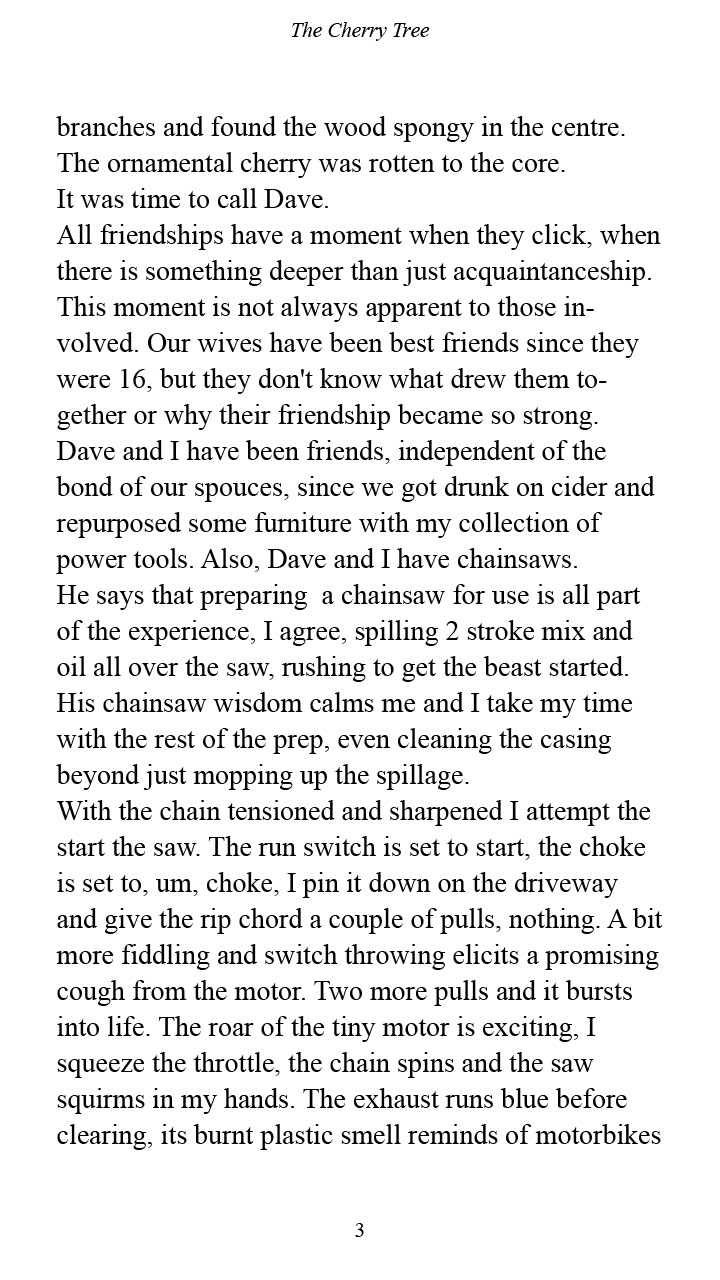 The Cherry Tree
branches and found the wood spongy in the centre.
The ornamental cherry was rotten to the core.
It was time to call Dave.
All friendships have a moment when they click, when
there is something deeper than just acquaintanceship.
This moment is not always apparent to those in-
volved. Our wives have been best friends since they
were 16, but they don't know what drew them to-
gether or why their friendship became so strong.
Dave and I have been friends, independent of the
bond of our spouces, since we got drunk on cider and
repurposed some furniture with my collection of
power tools. Also, Dave and I have chainsaws.
He says that preparing  a chainsaw for use is all part
of the experience, I agree, spilling 2 stroke mix and
oil all over the saw, rushing to get the beast started.
His chainsaw wisdom calms me and I take my time
with the rest of the prep, even cleaning the casing
beyond just mopping up the spillage.
With the chain tensioned and sharpened I attempt the
start the saw. The run switch is set to start, the choke
is set to, um, choke, I pin it down on the driveway
and give the rip chord a couple of pulls, nothing. A bit
more fiddling and switch throwing elicits a promising
cough from the motor. Two more pulls and it bursts
into life. The roar of the tiny motor is exciting, I
squeeze the throttle, the chain spins and the saw
squirms in my hands. The exhaust runs blue before
clearing, its burnt plastic smell reminds of motorbikes
3